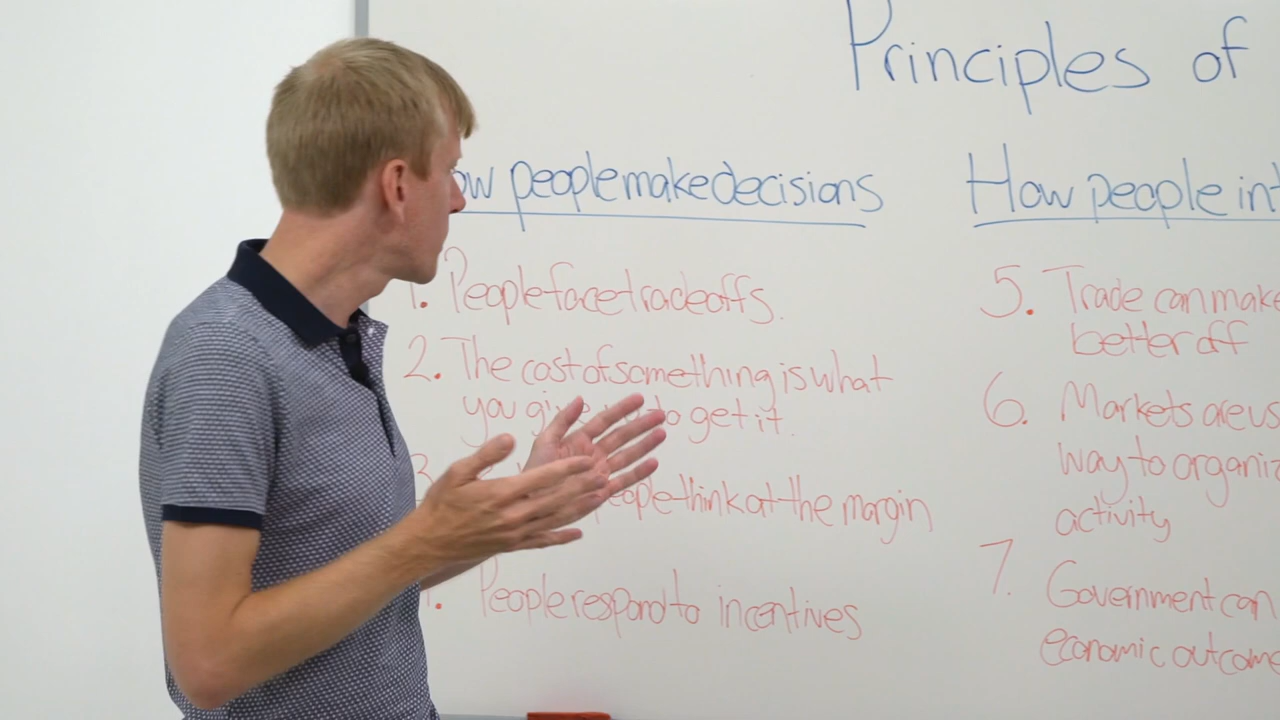 Principles of
ow people make decisions
1. People face tradeoffs.
2. The cost of something is what
you give to get it.
3. people think at the margin
People respond to incentives
How people int
5. Trade can make
better off
6. Markets are us
way to organiz
activity
7. Government can
economic outcome